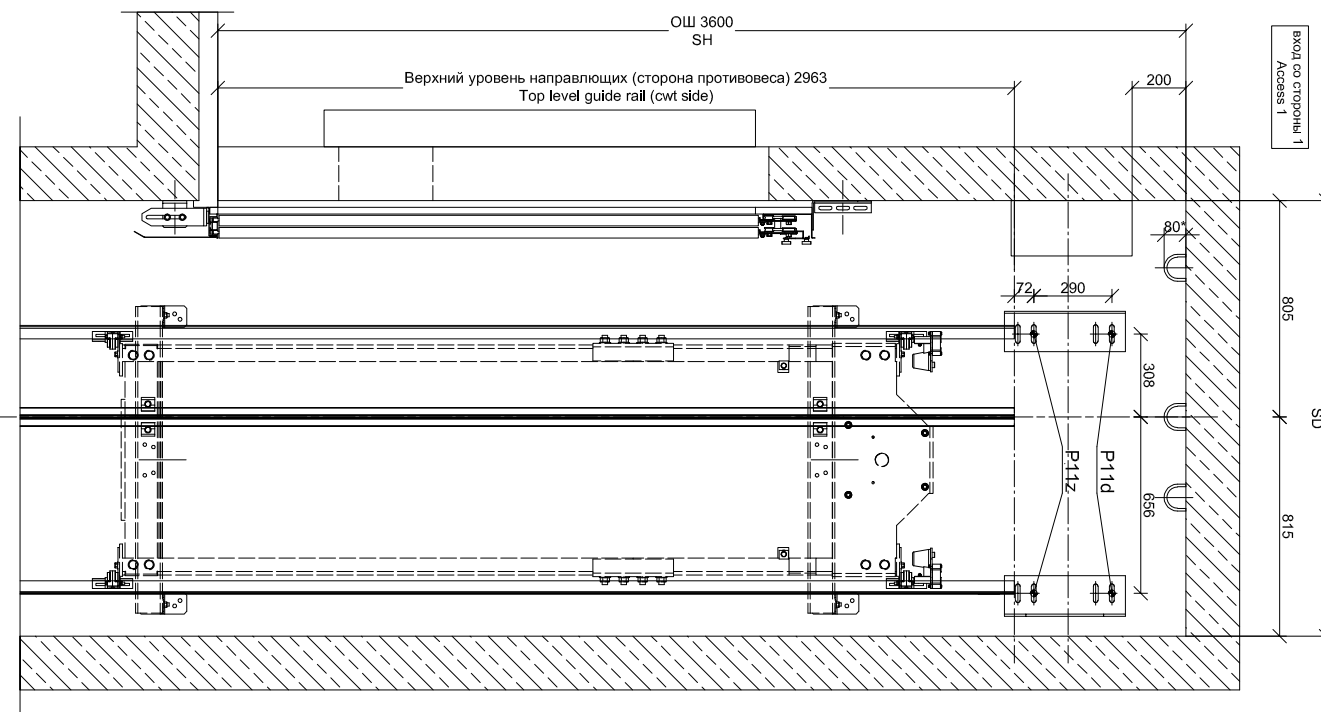 ОШ 3600
SH
Верхний уровень направлющих (сторона противовеса) 2963
Top level guide rail (cwt side)
200
вход со стороны 1
Access 1
80*
72
290
805
308
SD
P11z
P11d
656
815